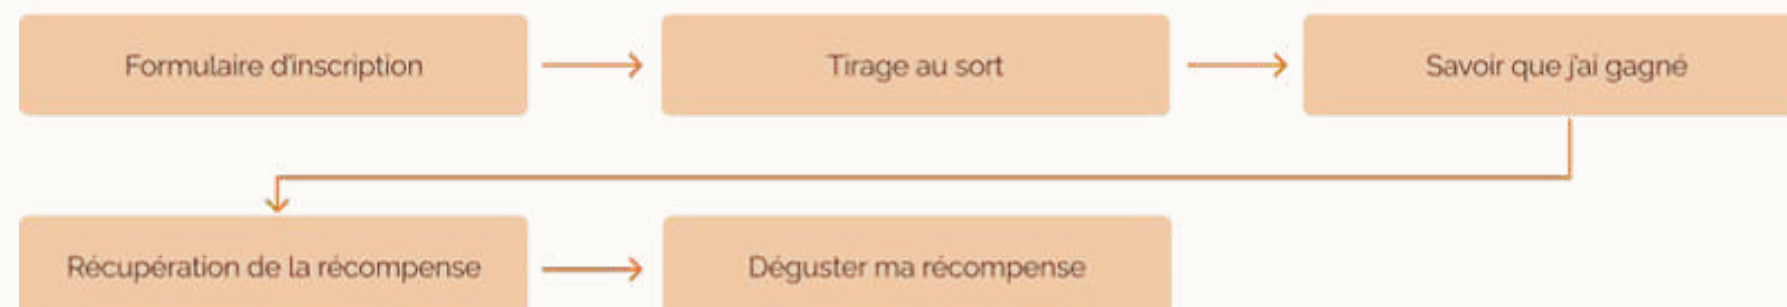 Formulaire d'inscription
Tirage au sort
Savoir que j'ai gagné
Récupération de la récompense
Déguster ma récompense